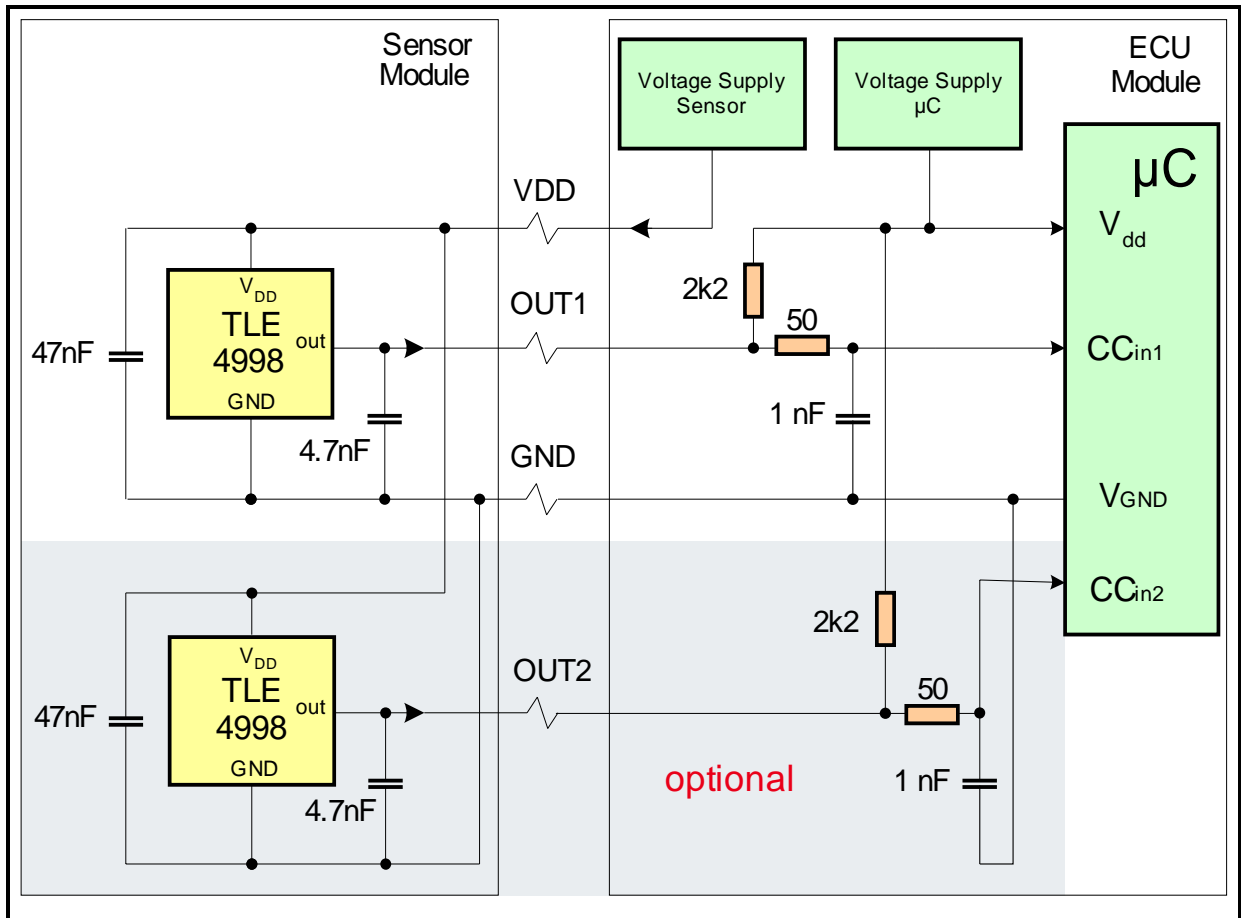 Sensor
Module
ECU
Module
Voltage Supply
Sensor
Voltage Supply
µC
µC
VDD
Vdd
2k2
OUT1
50
VDD
TLE
4998
out
GND
47nF
CCin1
1 nF
4.7nF
GND
VGND
CCin2
2k2
VDD
TLE
4998
out
GND
47nF
OUT2
50
4.7nF
optional
1 nF